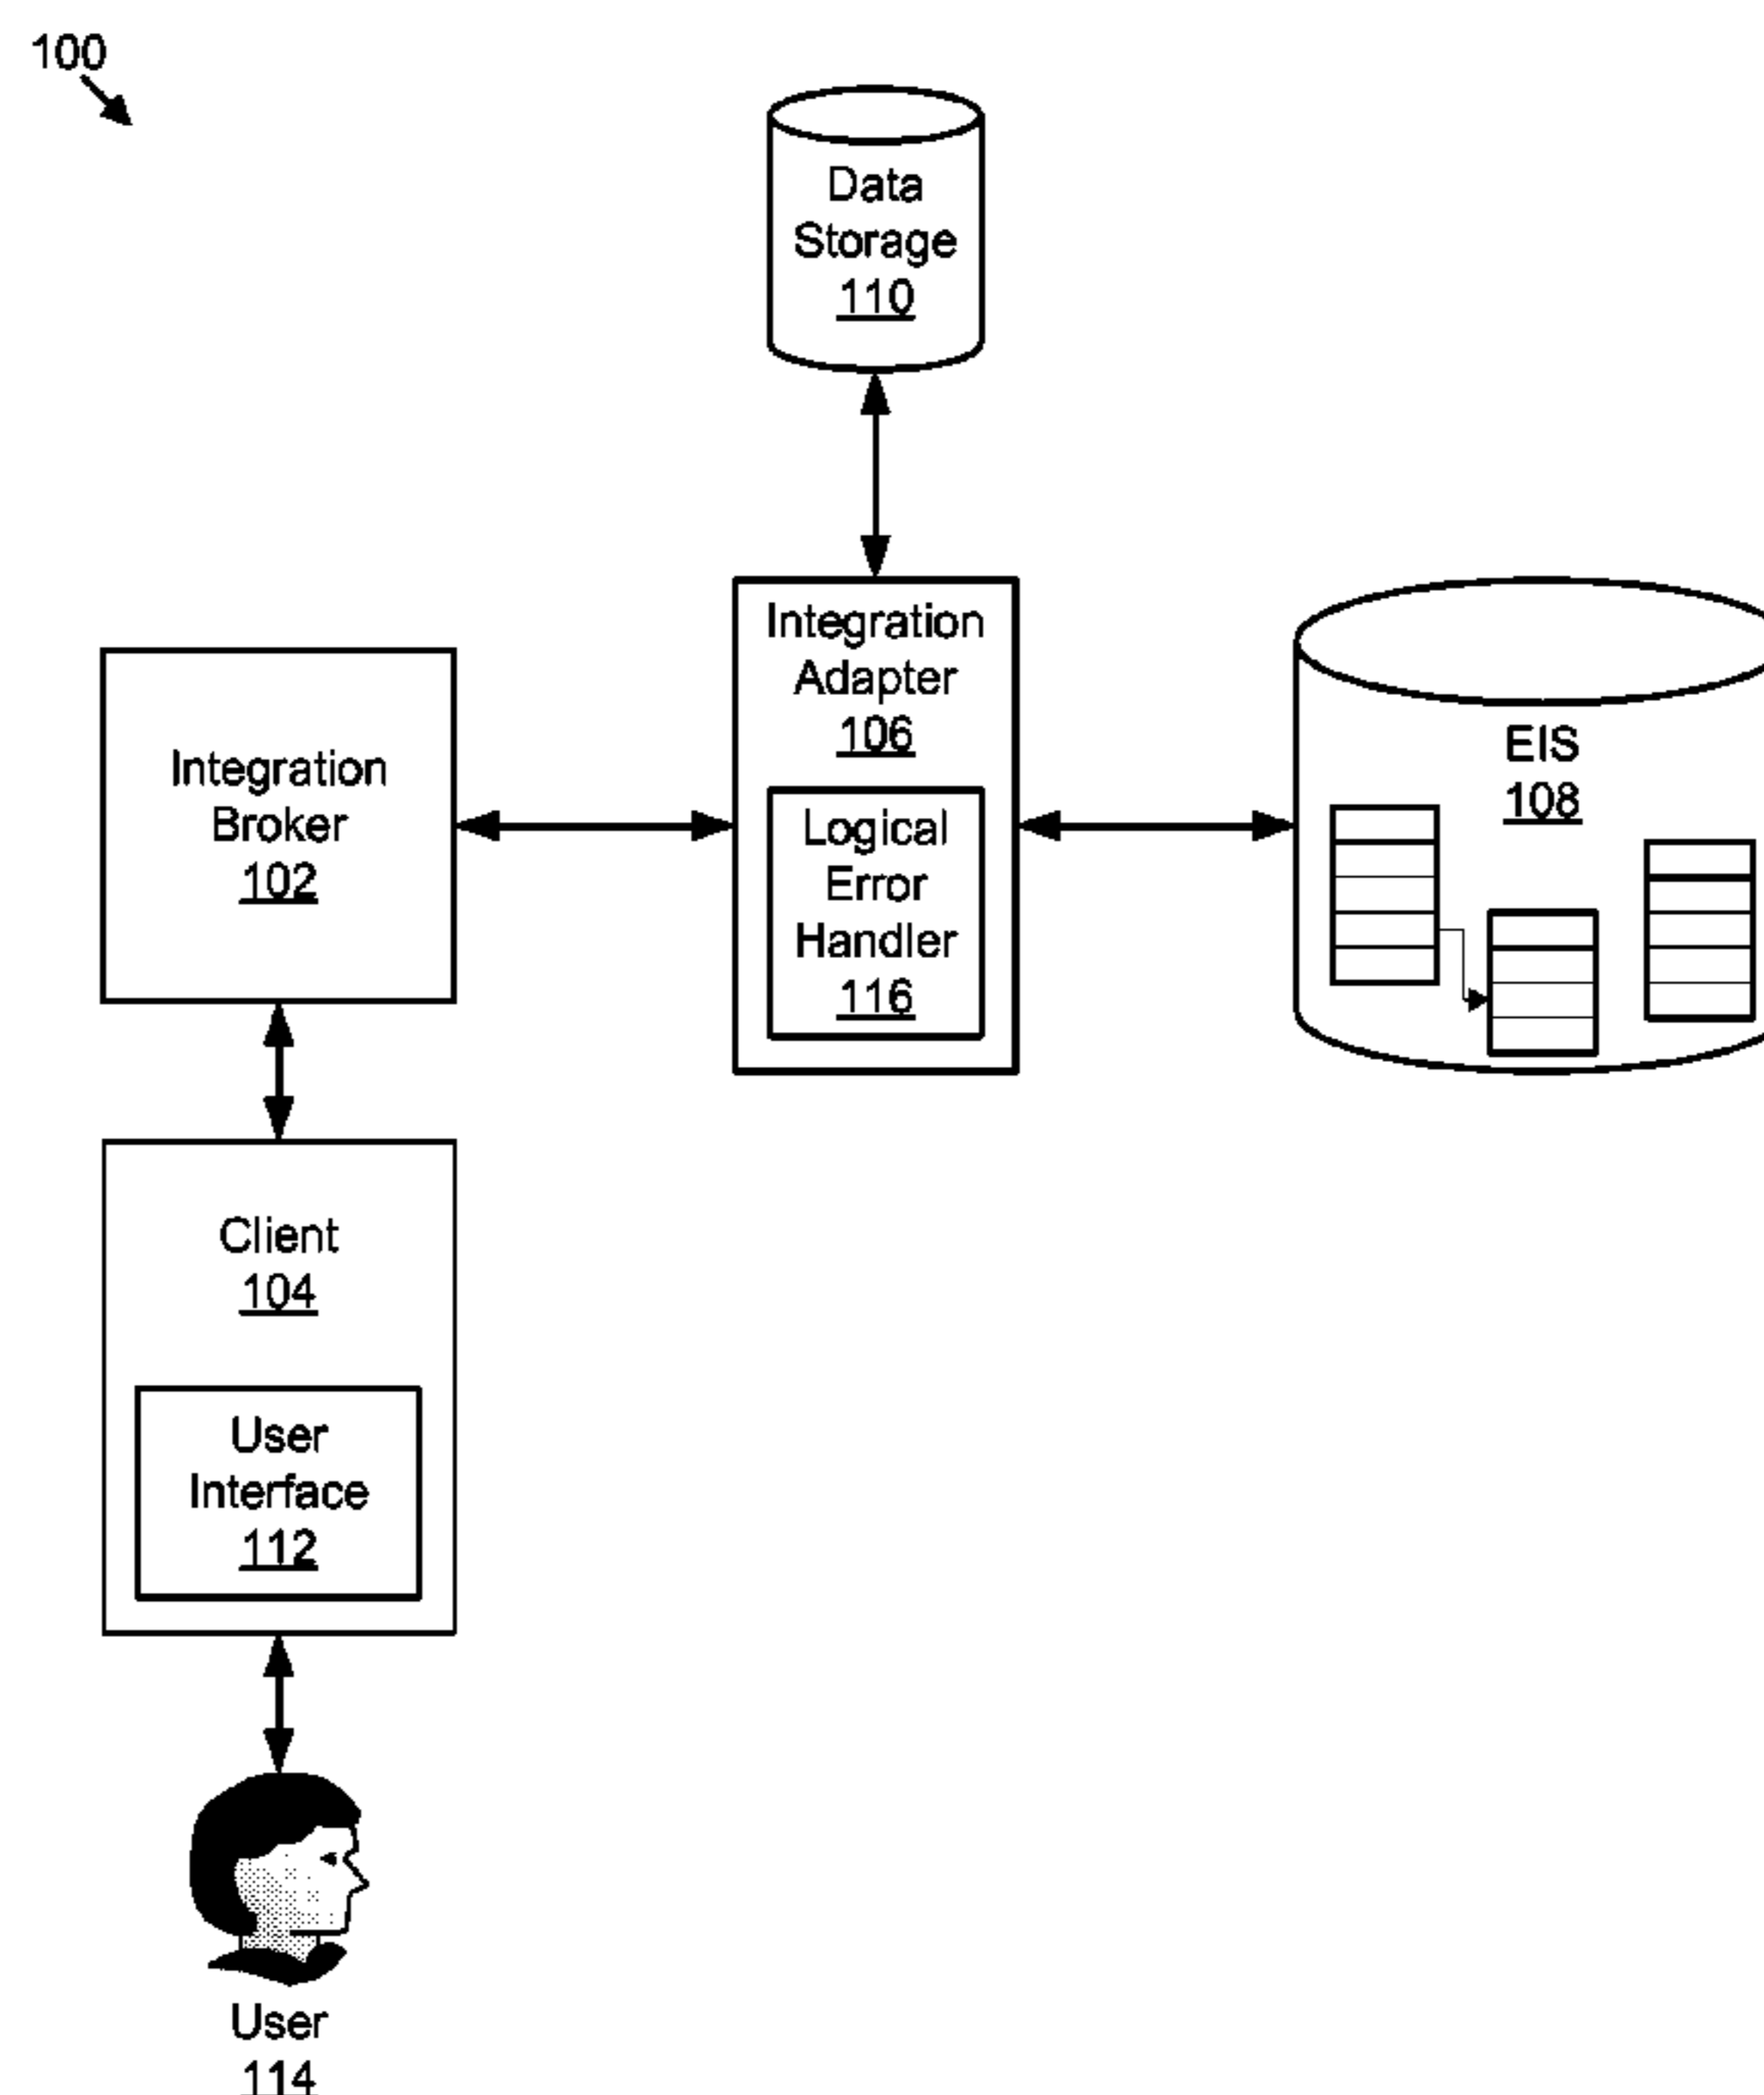 100
Data
Storage
110
Integration
Adapter
106
Logical
Error
Handler
116
EIS
108
Integration
Broker
102
Client
104
User
Interface
112
User
114